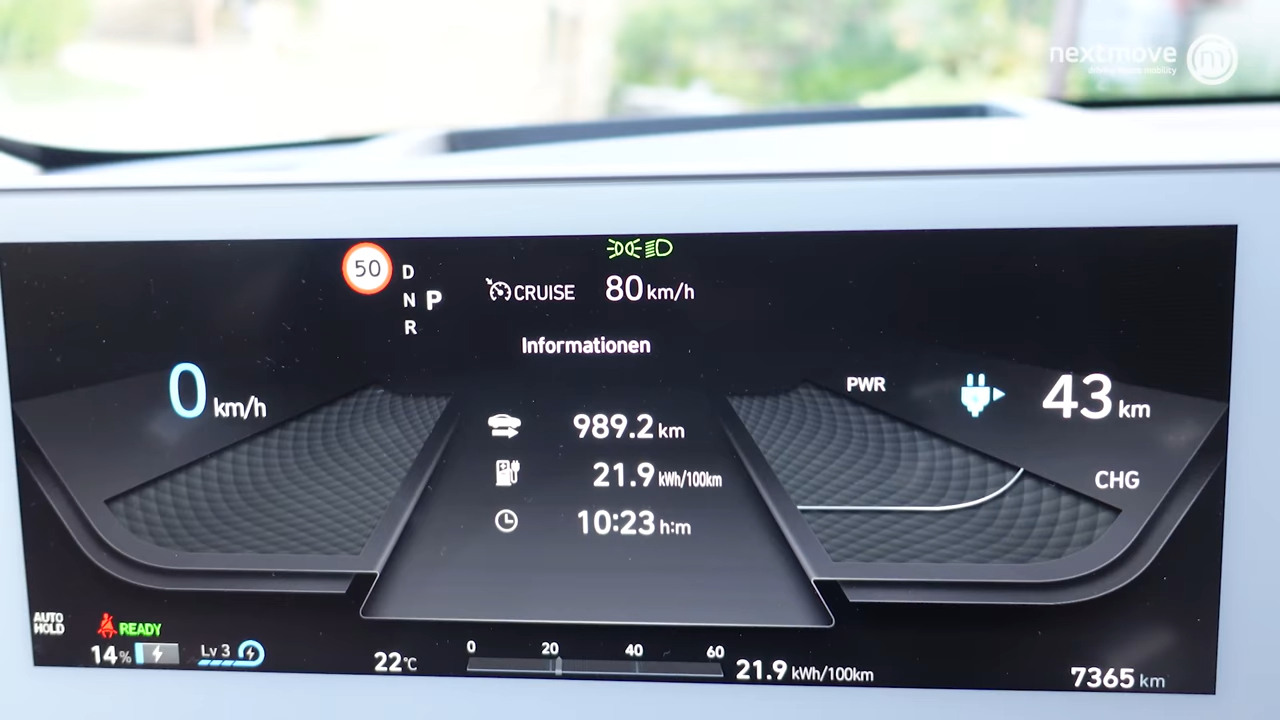 nextmove
50
D
N P
R
CRUISE 80 km/h
Informationen
0 km/h
PWR
43 km
989.2 km
21.9 kWh/100km
CHG
10:23 h:m
AUTO HOLD
READY
14% Lv 3
22°C
0 20 40 60
21.9 kWh/100km
7365 km